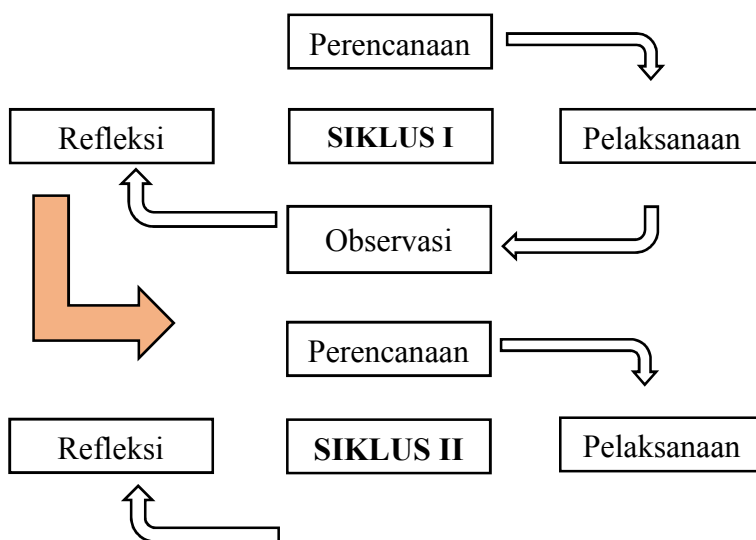 Perencanaan
Refleksi
SIKLUS I
Pelaksanaan
Observasi
Perencanaan
Refleksi
SIKLUS II
Pelaksanaan